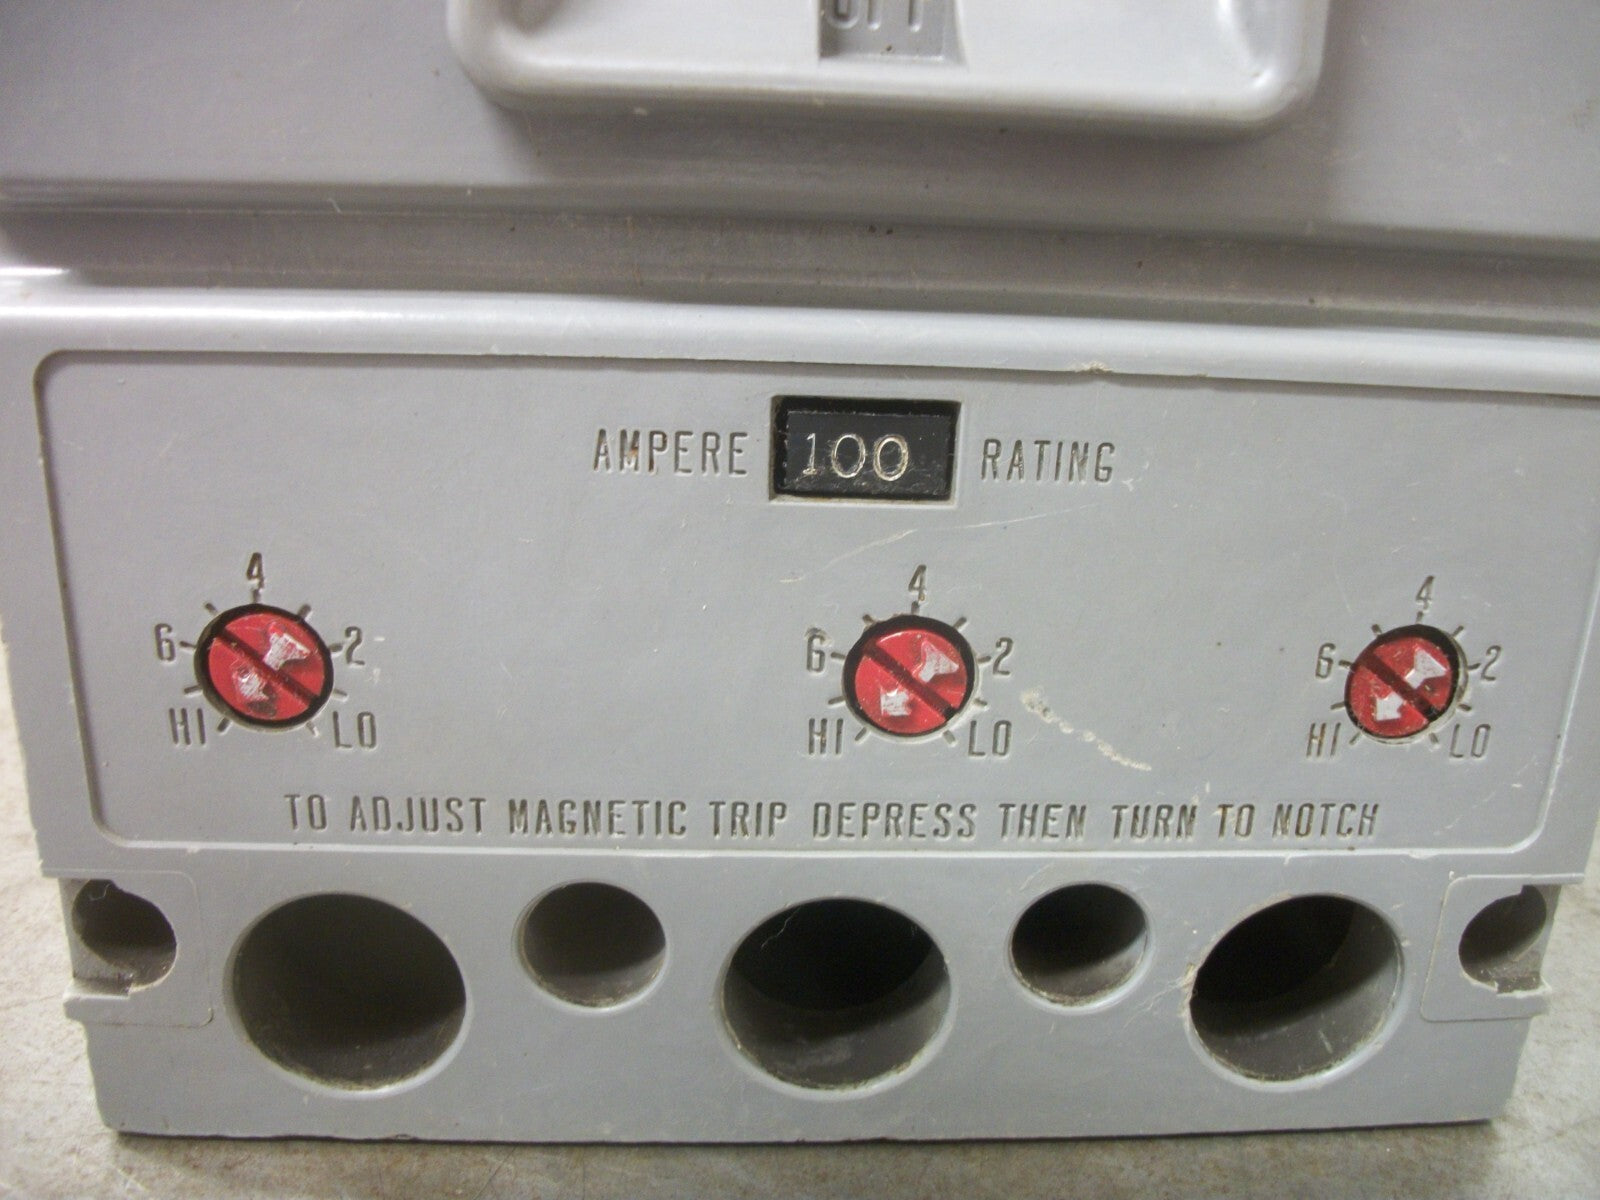 OFF
AMPERE 100 RATING
4 4 4
6 2 6 2 6 2
HI LO HI LO HI LO
TO ADJUST MAGNETIC TRIP DEPRESS THEN TURN TO NOTCH